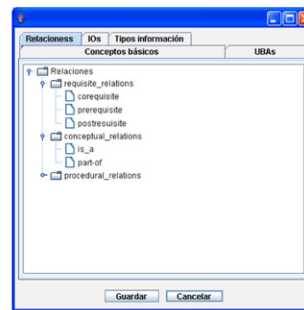 Relacioness IOs Tipos información
Conceptos básicos UBAs
Relaciones
requisite_relations
corequisite
prerequisite
postresuisite
conceptual_relations
is_a
part-of
procedural_relations
Guardar Cancelar